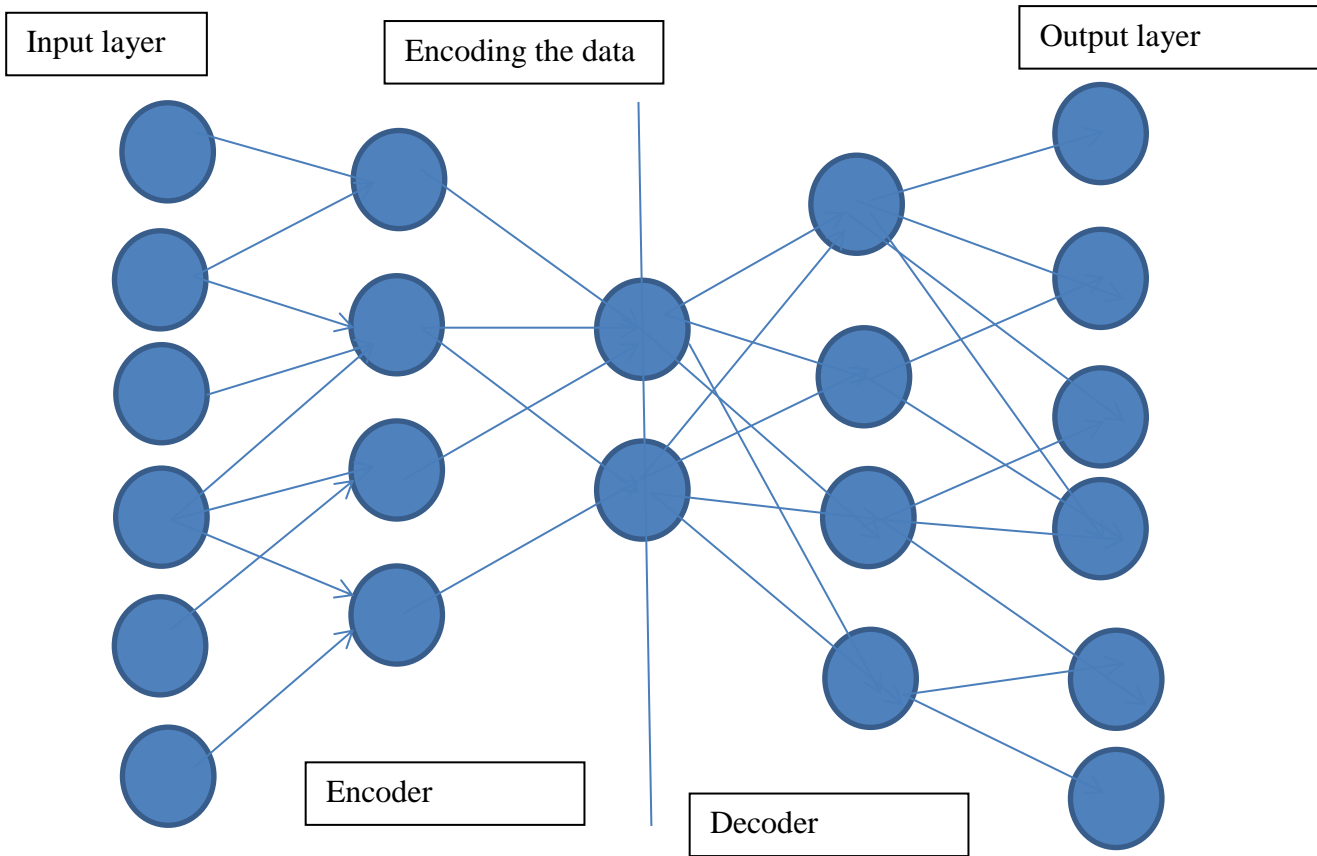 Input layer
Encoding the data
Output layer
Encoder
Decoder